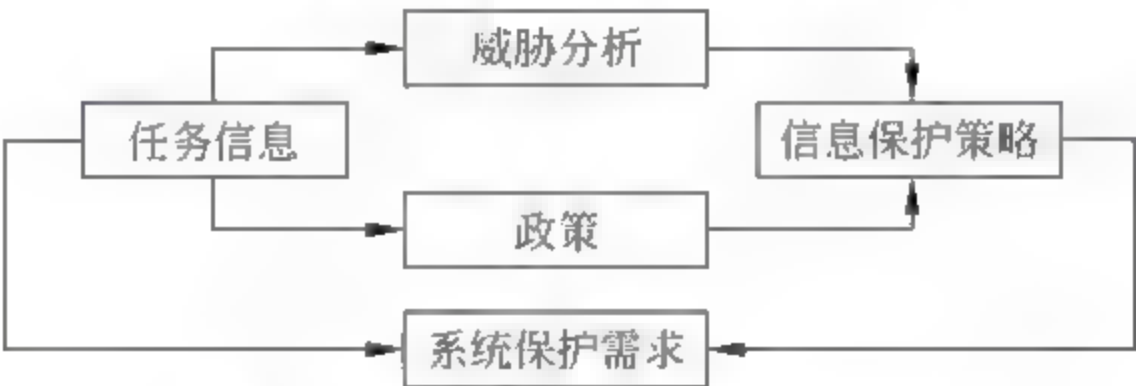 威胁分析
任务信息
信息保护策略
政策
系统保护需求